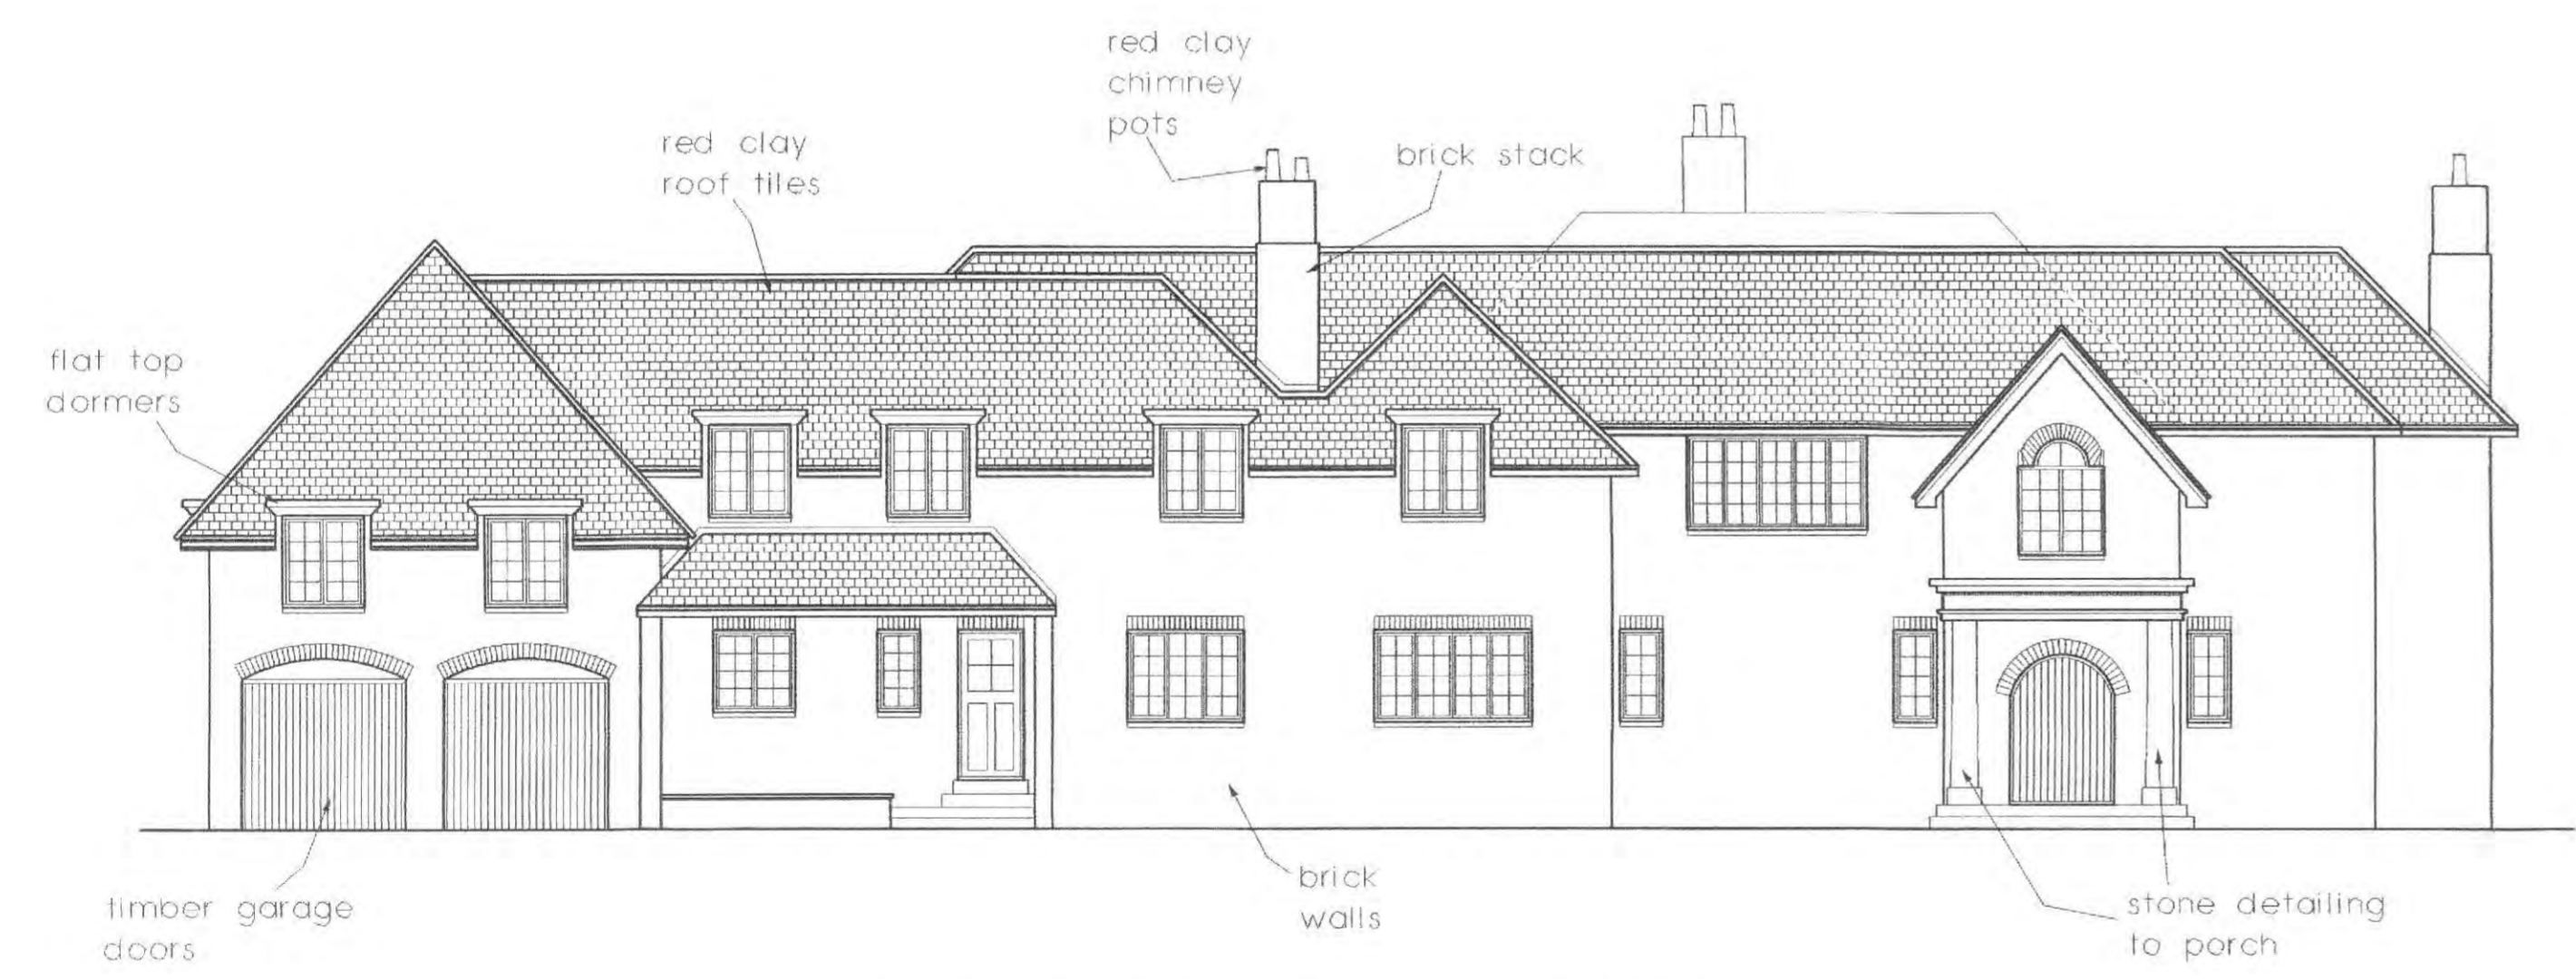 red clay
chimney
pots
red clay
roof tiles
brick stack
flat top
dormers
timber garage
doors
brick
walls
stone detailing
to porch